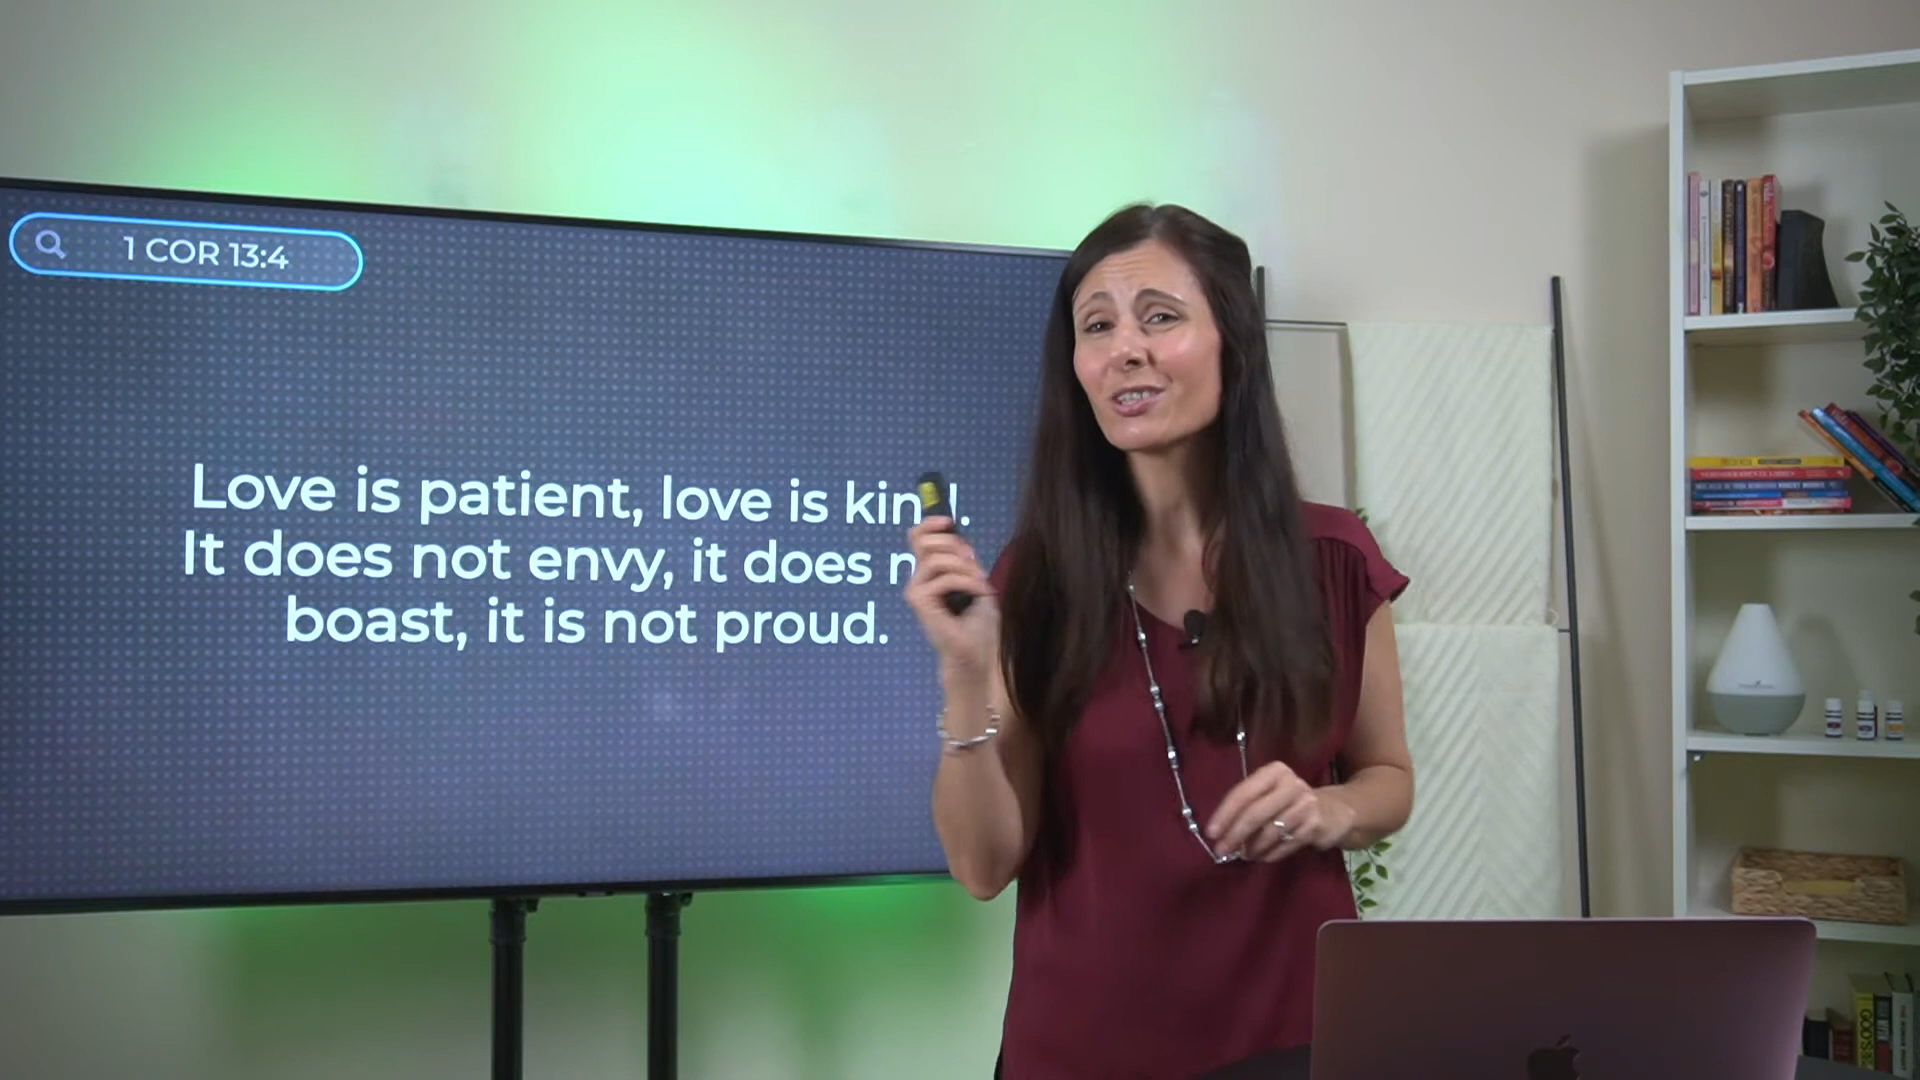 1 COR 13:4
Love is patient, love is kind.
It does not envy, it does n
boast, it is not proud.